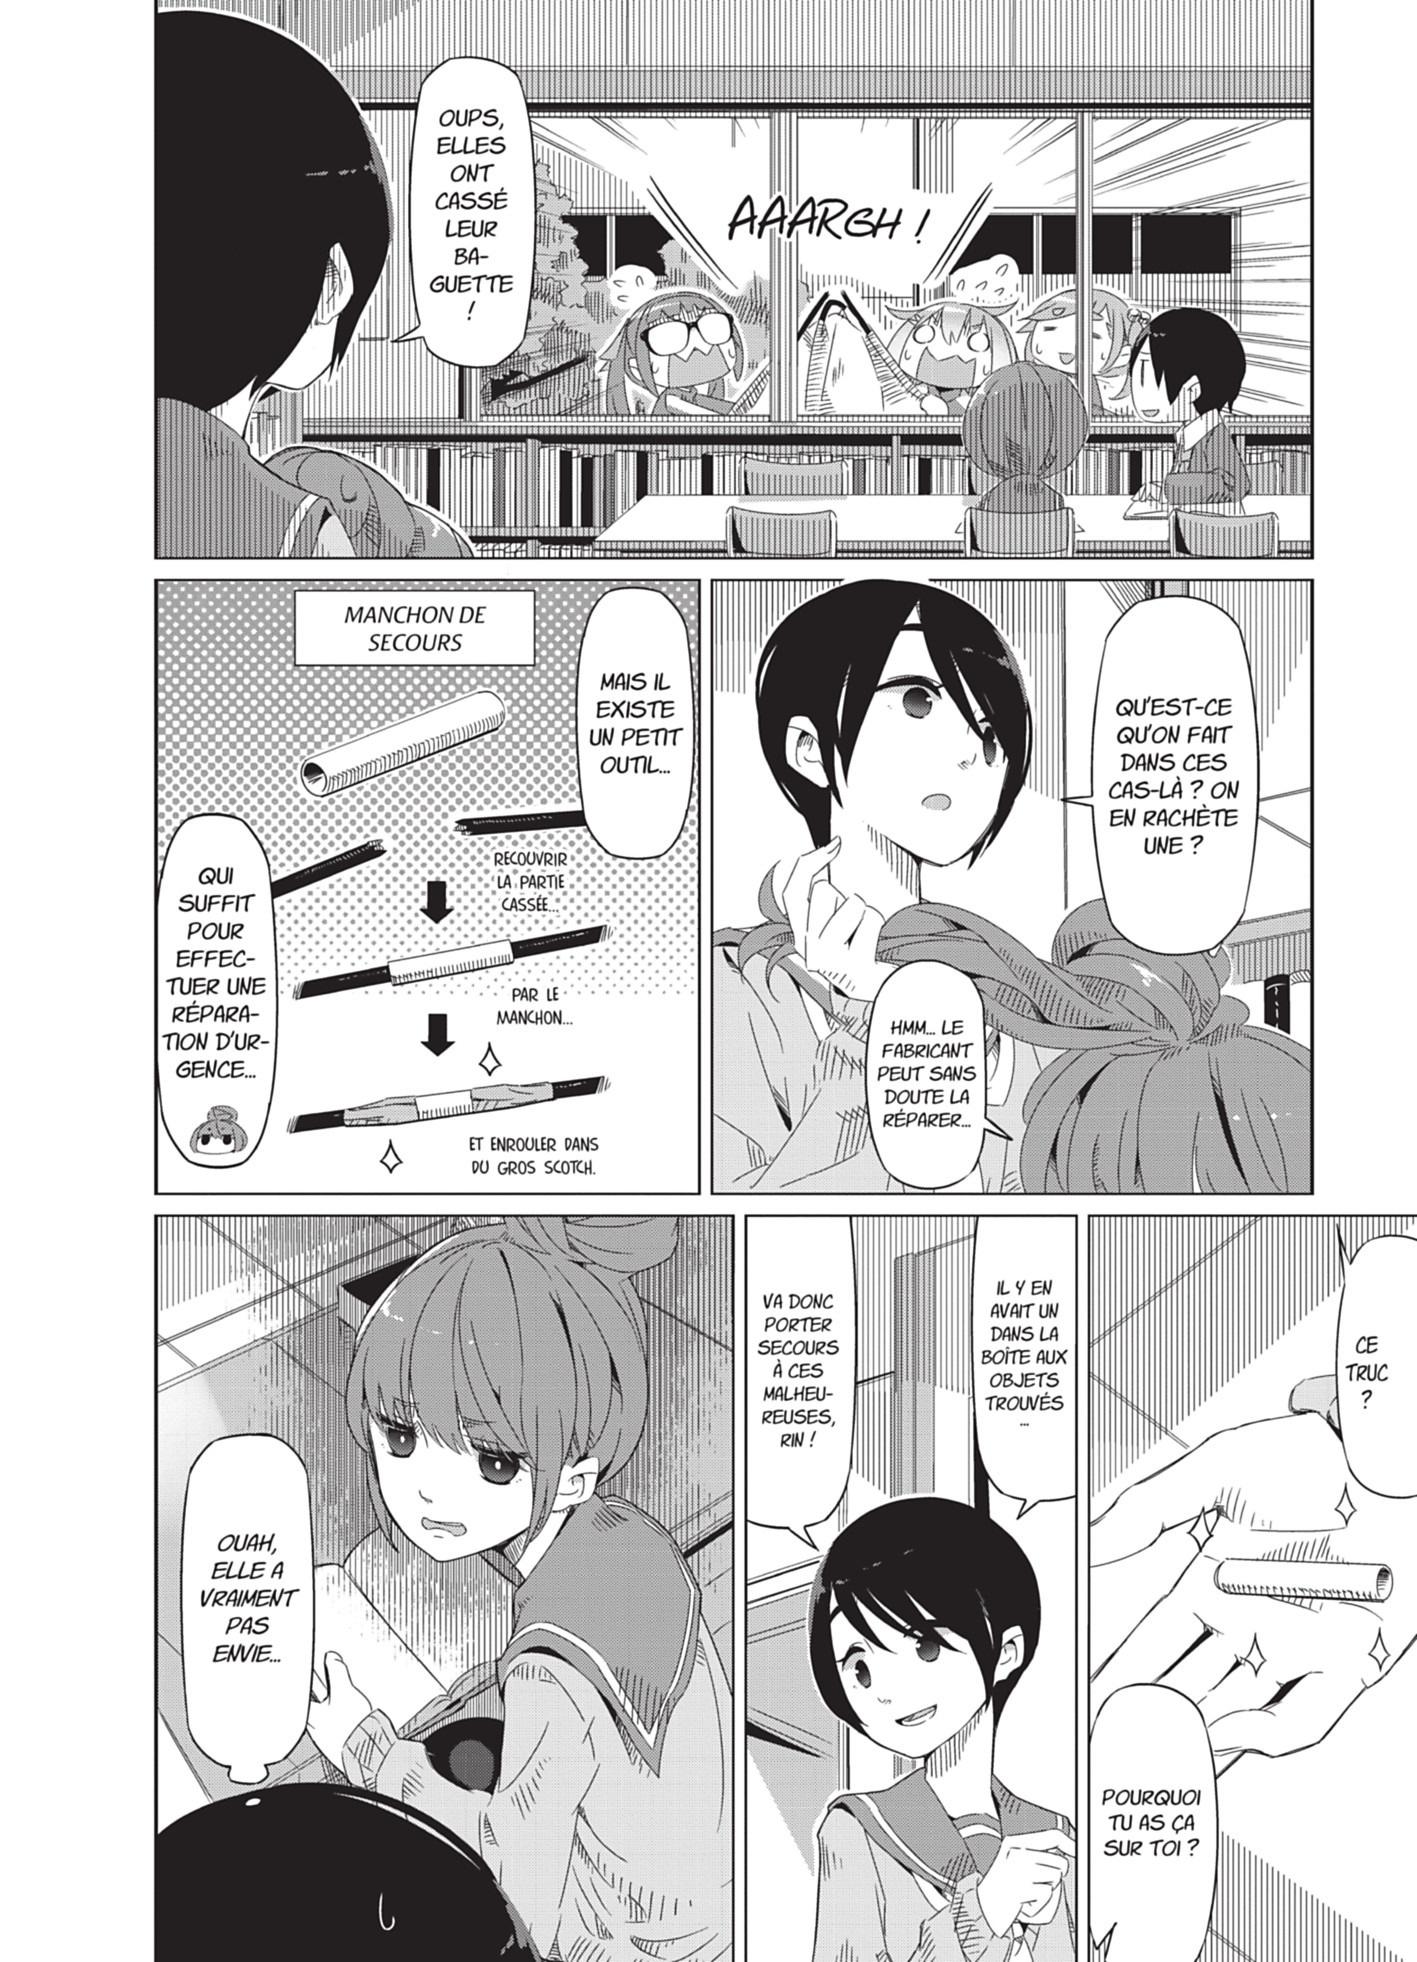 OUPS,
ELLES
ONT
CASSÉ
LEUR
BA-
GUETTE
!
AAARGH !
QU'EST-CE
QU'ON FAIT
DANS CES
CAS-LÀ ? ON
EN RACHÈTE
UNE ?
HMM... LE
FABRICANT
PEUT SANS
DOUTE LA
RÉPARER...
MAIS IL
EXISTE
UN PETIT
OUTIL...
MANCHON DE
SECOURS
RECOUVRIR
LA PARTIE
CASSÉE...
PAR LE
MANCHON...
ET ENROULER DANS
DU GROS SCOTCH.
QUI
SUFFIT
POUR
EFFEC-
TUER UNE
RÉPARA-
TION D'UR-
GENCE...
CE
TRUC
?
POURQUOI
TU AS ÇA
SUR TOI ?
IL Y EN
AVAIT UN
DANS LA
BOÎTE AUX
OBJETS
TROUVÉS
...
VA DONC
PORTER
SECOURS
À CES
MALHEU-
REUSES,
RIN !
OUAH,
ELLE A
VRAIMENT
PAS
ENVIE...